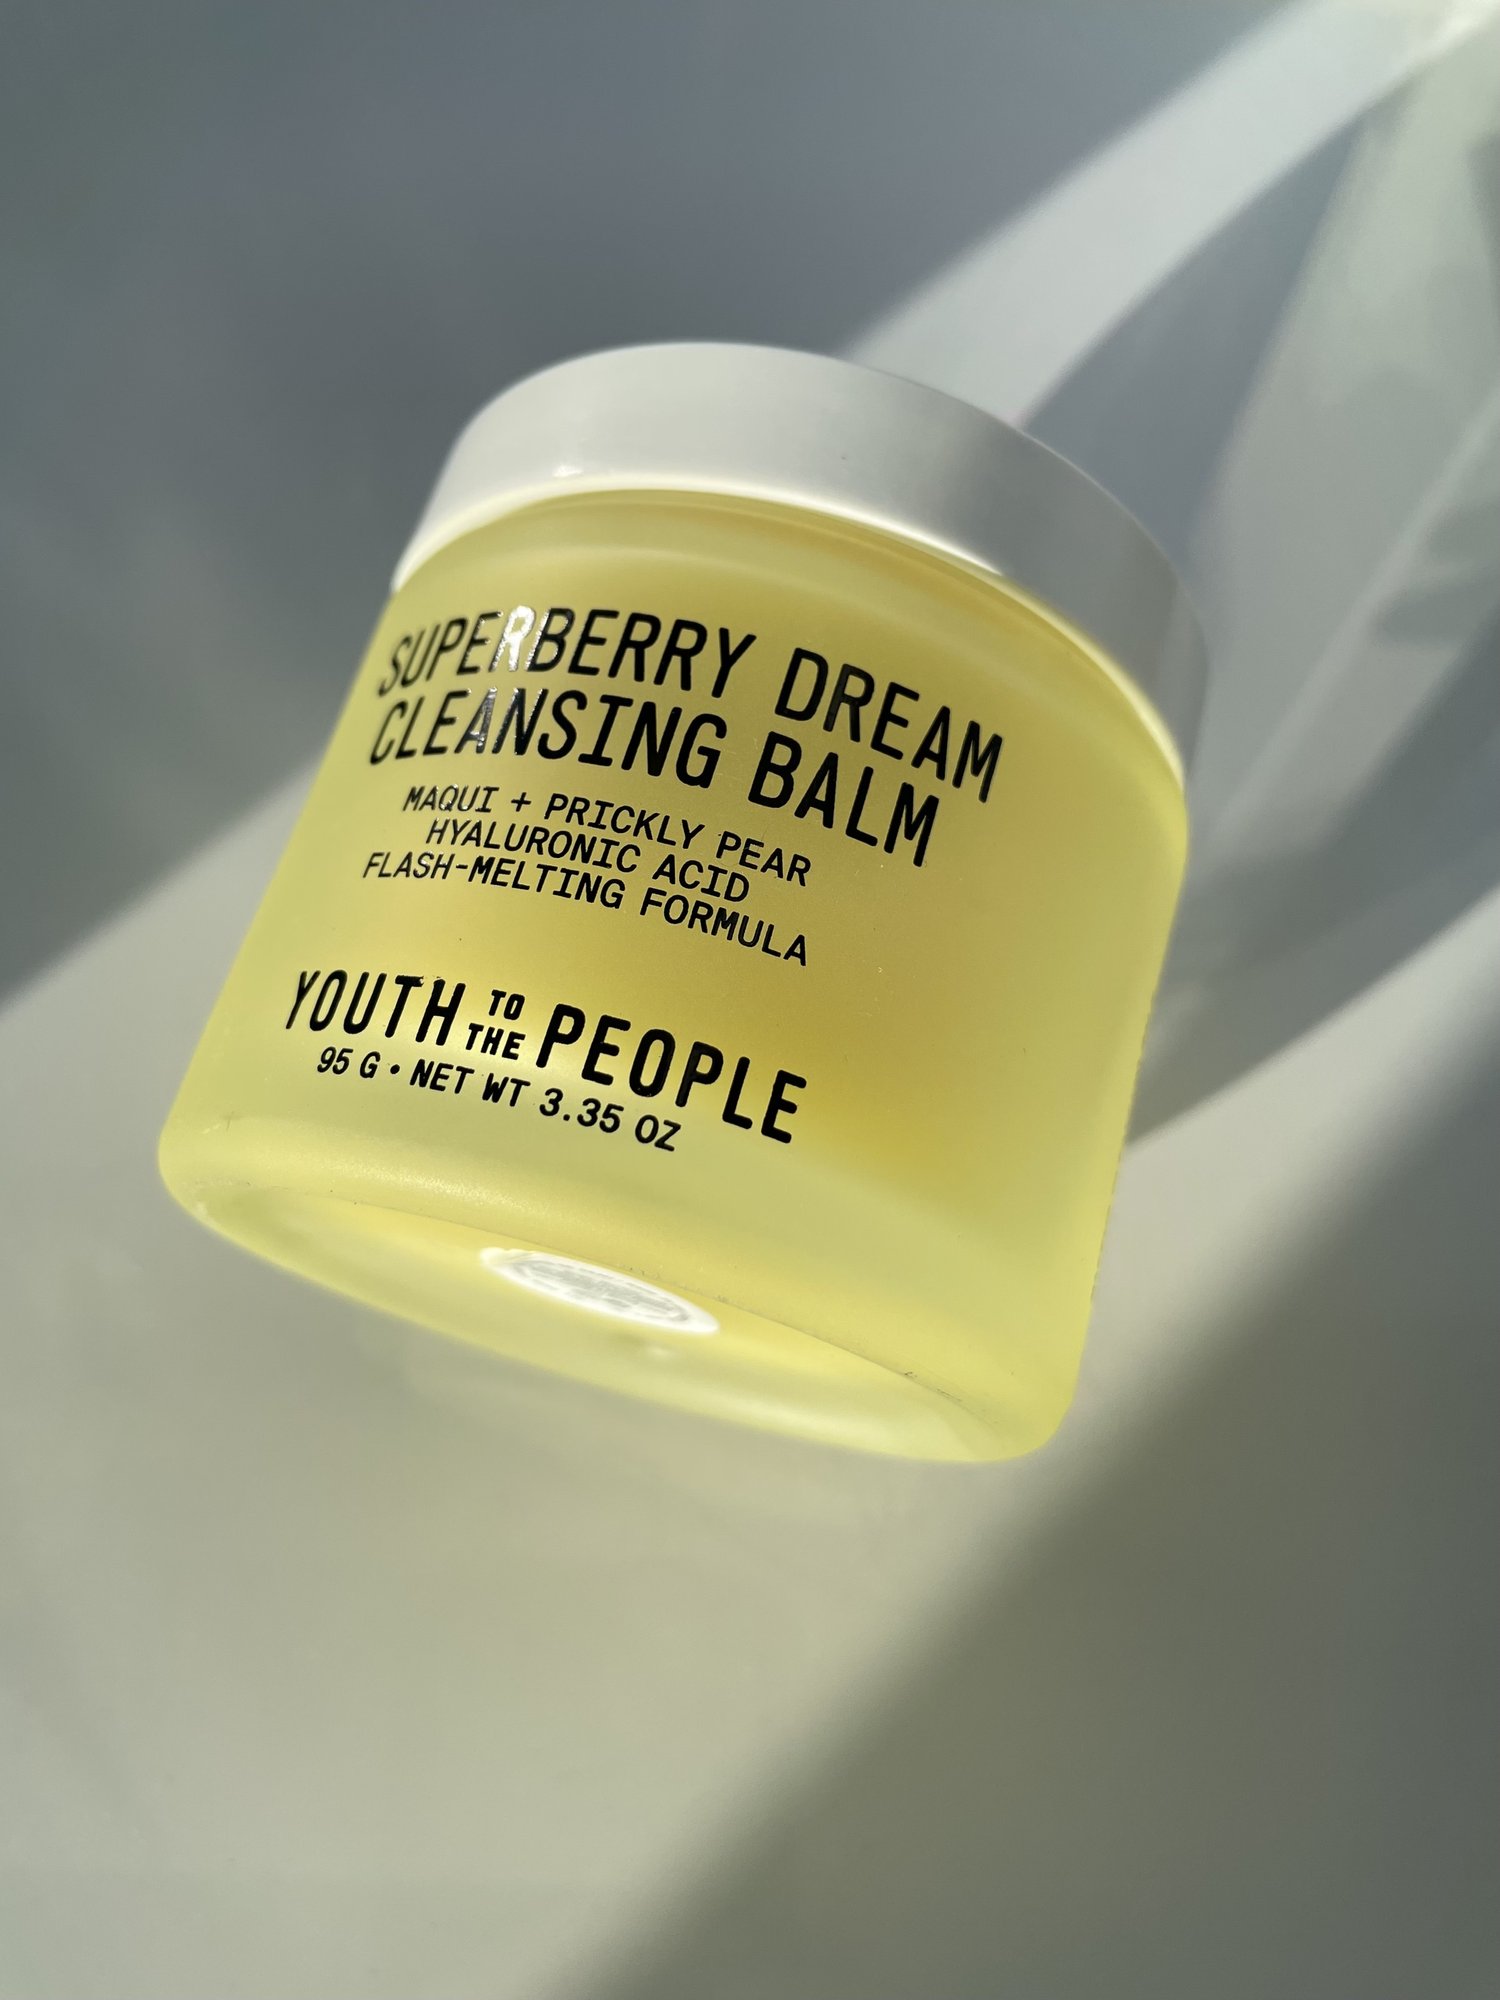 SUPERBERRY DREAM
CLEANSING BALM
MAQUI + PRICKLY PEAR
HYALURONIC ACID
FLASH-MELTING FORMULA
YOUTH TO THE PEOPLE
95 G • NET WT 3.35 OZ